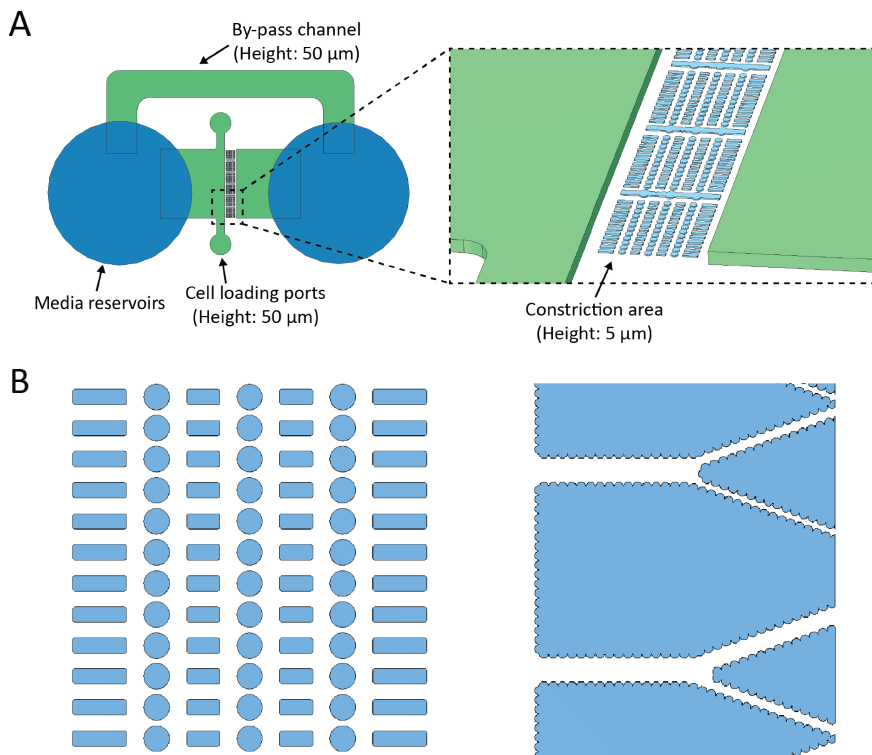 A
By-pass channel
(Height: 50 µm)
Media reservoirs
Cell loading ports
(Height: 50 µm)
Constriction area
(Height: 5 µm)
B